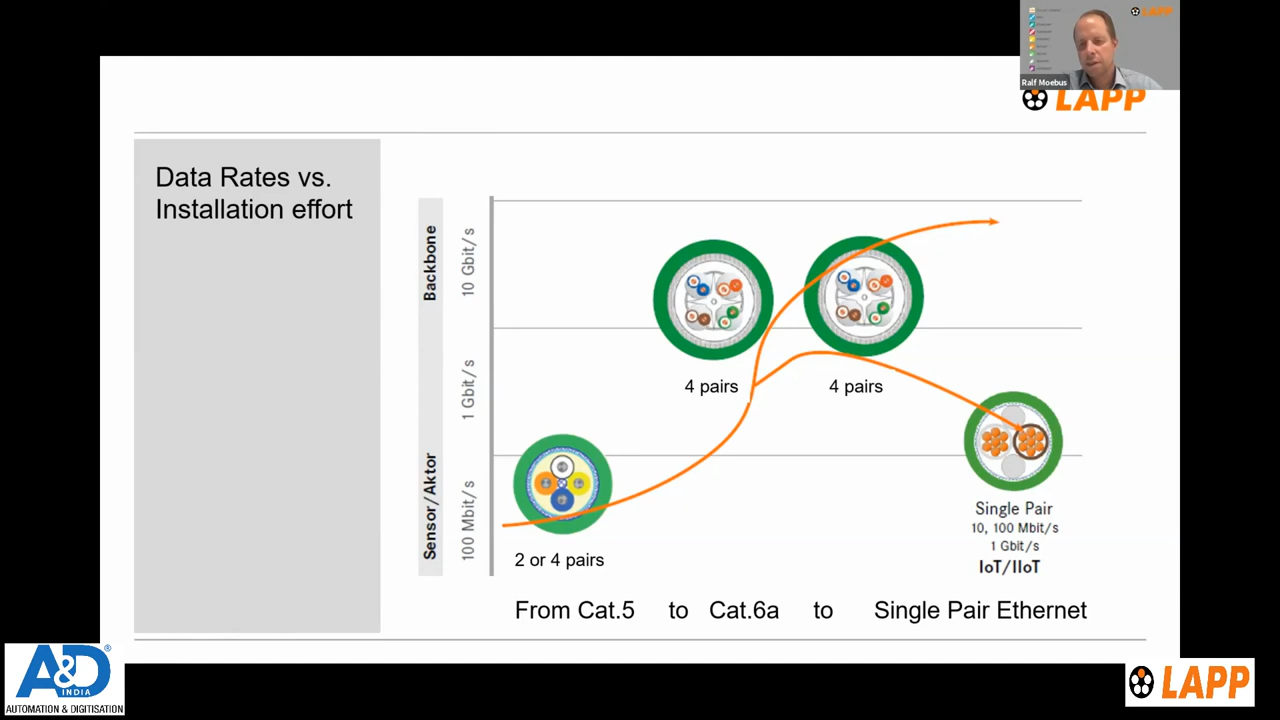 LAPP
Ralf Moebus
LAPP
Data Rates vs.
Installation effort
Backbone
10 Gbit/s
1 Gbit/s
Sensor/Aktor
100 Mbit/s
4 pairs
4 pairs
2 or 4 pairs
Single Pair
10, 100 Mbit/s
1 Gbit/s
IoT/IIoT
From Cat.5 to Cat.6a to Single Pair Ethernet
A&D®
INDIA
AUTOMATION & DIGITISATION
LAPP